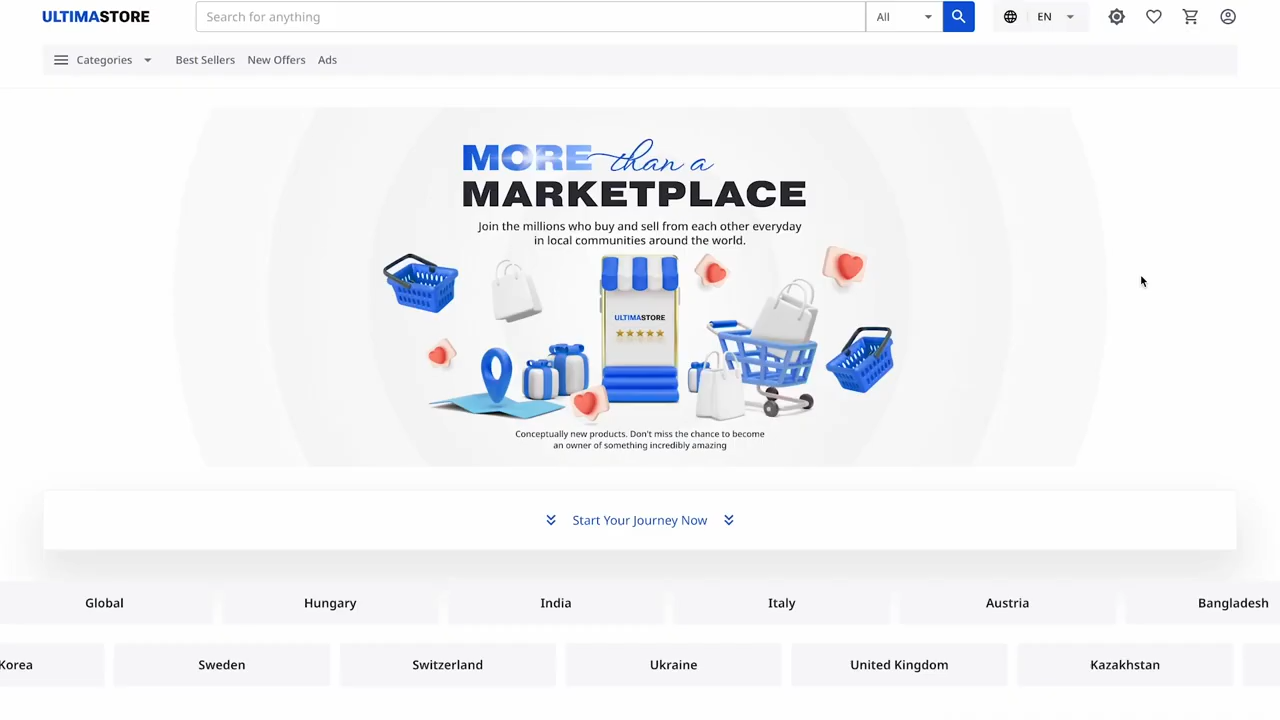 ULTIMASTORE
Search for anything
All
EN
Categories
Best Sellers
New Offers
Ads
MORE than a
MARKETPLACE
Join the millions who buy and sell from each other everyday
in local communities around the world.
ULTIMASTORE
Conceptually new products. Don't miss the chance to become
an owner of something incredibly amazing
Start Your Journey Now
Global
Hungary
India
Italy
Austria
Bangladesh
Korea
Sweden
Switzerland
Ukraine
United Kingdom
Kazakhstan